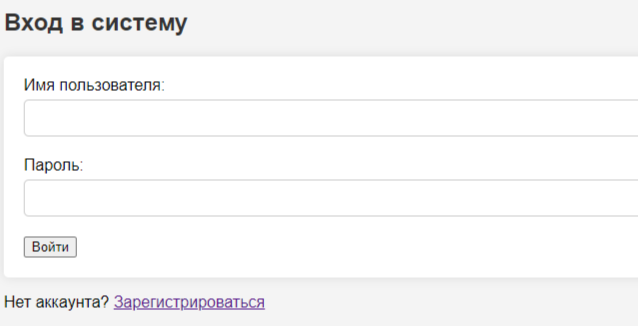 Вход в систему
Имя пользователя:
Пароль:
Войти
Нет аккаунта? Зарегистрироваться